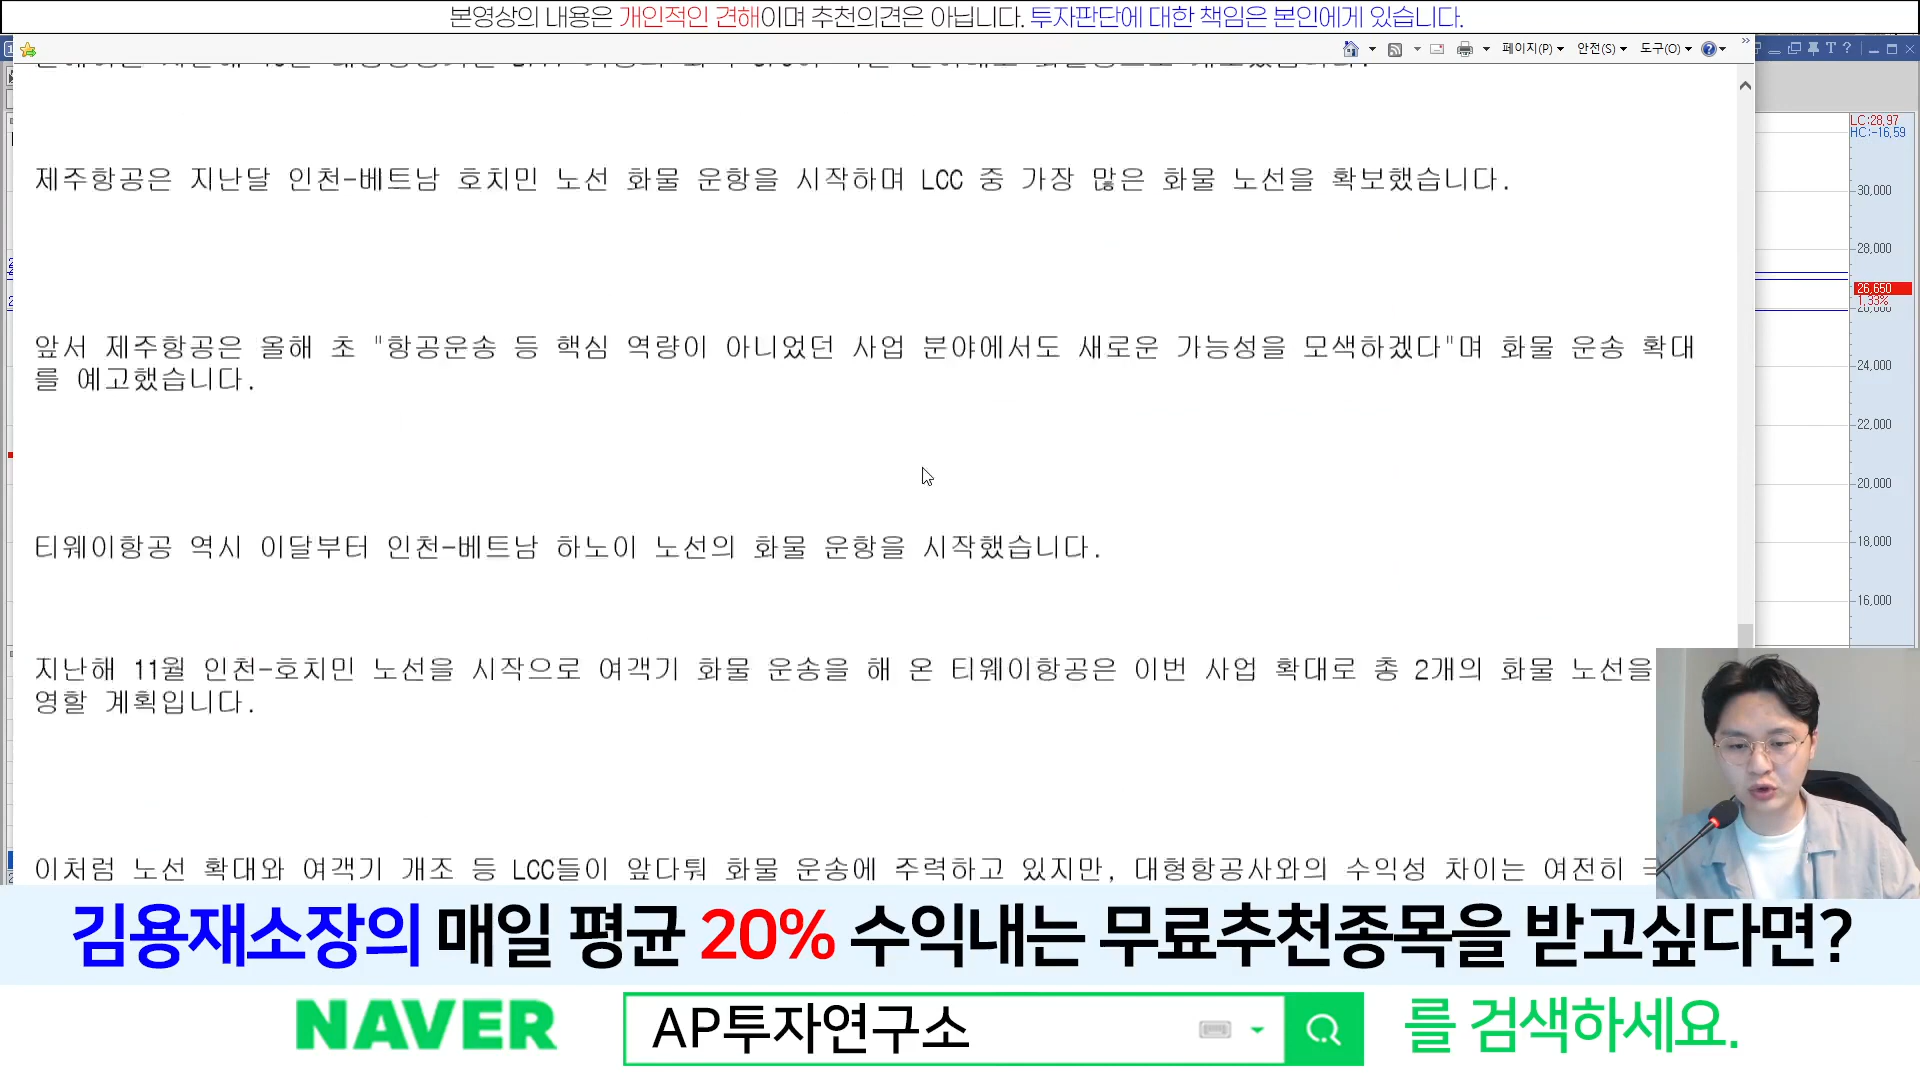 본영상의 내용은 개인적인 견해이며 추천의견은 아닙니다. 투자판단에 대한 책임은 본인에게 있습니다.
페이지(P) 안전(S) 도구(O)
제주항공은 지난달 인천-베트남 호치민 노선 화물 운항을 시작하며 LCC 중 가장 많은 화물 노선을 확보했습니다.
앞서 제주항공은 올해 초 "항공운송 등 핵심 역량이 아니었던 사업 분야에서도 새로운 가능성을 모색하겠다"며 화물 운송 확대
를 예고했습니다.
티웨이항공 역시 이달부터 인천-베트남 하노이 노선의 화물 운항을 시작했습니다.
지난해 11월 인천-호치민 노선을 시작으로 여객기 화물 운송을 해 온 티웨이항공은 이번 사업 확대로 총 2개의 화물 노선을
영할 계획입니다.
이처럼 노선 확대와 여객기 개조 등 LCC들이 앞다퉈 화물 운송에 주력하고 있지만, 대형항공사와의 수익성 차이는 여전히
LC:28,97
HC:-16,59
30,000
28,000
26,650
1,33%
26,000
24,000
22,000
20,000
18,000
16,000
김용재소장의 매일 평균 20% 수익내는 무료추천종목을 받고싶다면?
NAVER AP투자연구소 를 검색하세요.